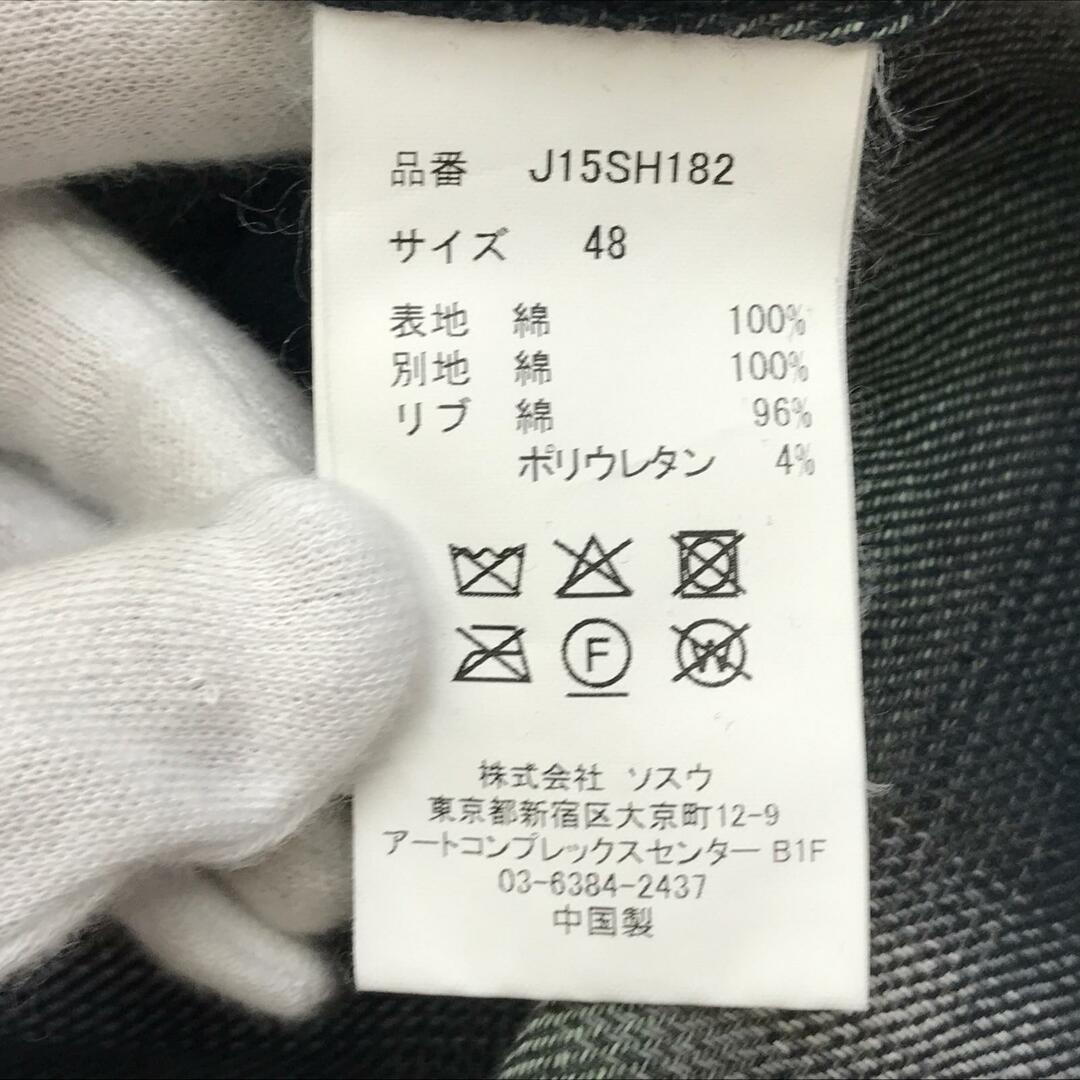 品番 J15SH182
サイズ 48
表地 綿 100%
別地 綿 100%
リブ 綿 96%
ポリウレタン 4%
F
W
株式会社 ソスウ
東京都新宿区大京町12-9
アートコンプレックスセンター B1F
03-6384-2437
中国製